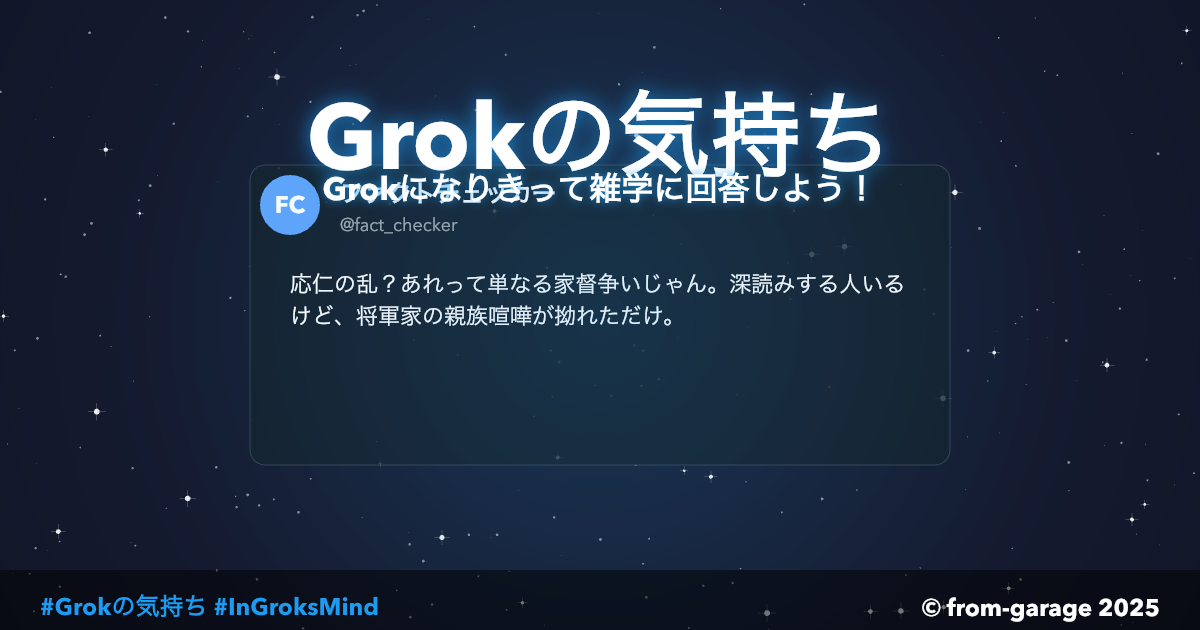 Grokの気持ち
Grokになりきって雑学に回答しよう！
FC
@fact_checker
応仁の乱？あれって単なる家督争いじゃん。深読みする人いる
けど、将軍家の親族喧嘩が拗れただけ。
#Grokの気持ち #InGroksMind
© from-garage 2025